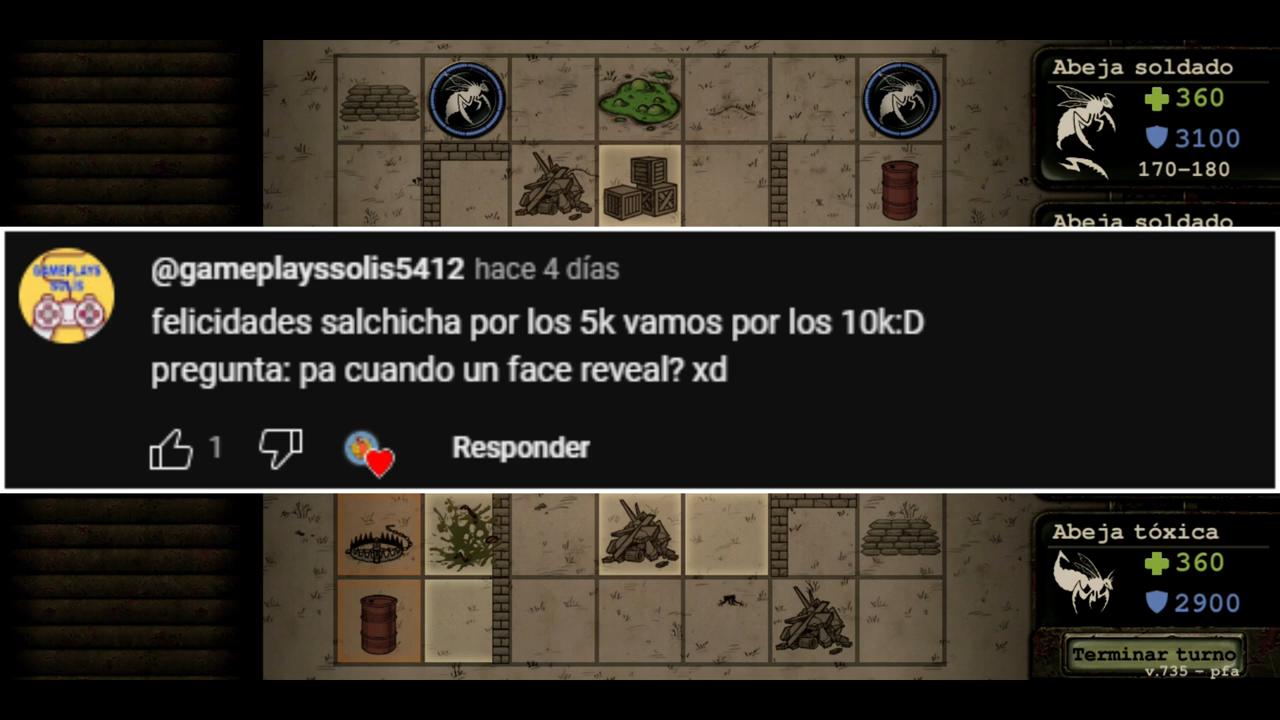 Abeja soldado
360
3100
170-180
Abeja soldado
GAMEPLAYS
SOLIS
@gameplayssolis5412 hace 4 días
felicidades salchicha por los 5k vamos por los 10k:D
pregunta: pa cuando un face reveal? xd
1 Responder
Abeja tóxica
360
2900
Terminar turno
v.735 - pfa